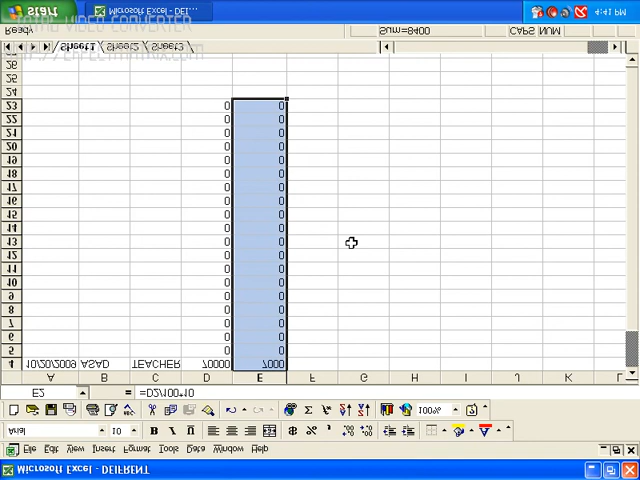 Microsoft Excel - DEIFRENT
File Edit View Insert Format Tools Data Window Help
Arial 10 B I U $ % ,
Σ 100%
E2 = =D2/100*10
A B C D E F G H I J K L
4 10/20/2009 ASAD TEACHER 70000 7000
5 0 0
6 0 0
7 0 0
8 0 0
9 0 0
10 0 0
11 0 0
12 0 0
13 0 0
14 0 0
15 0 0
16 0 0
17 0 0
18 0 0
19 0 0
20 0 0
21 0 0
22 0 0
23 0 0
24
25
26
Sheet1 Sheet2 Sheet3
Ready Sum=8400 CAPS NUM
TOTAL VIDEO CONVERTER
start Microsoft Excel - DEI... 4:41 PM